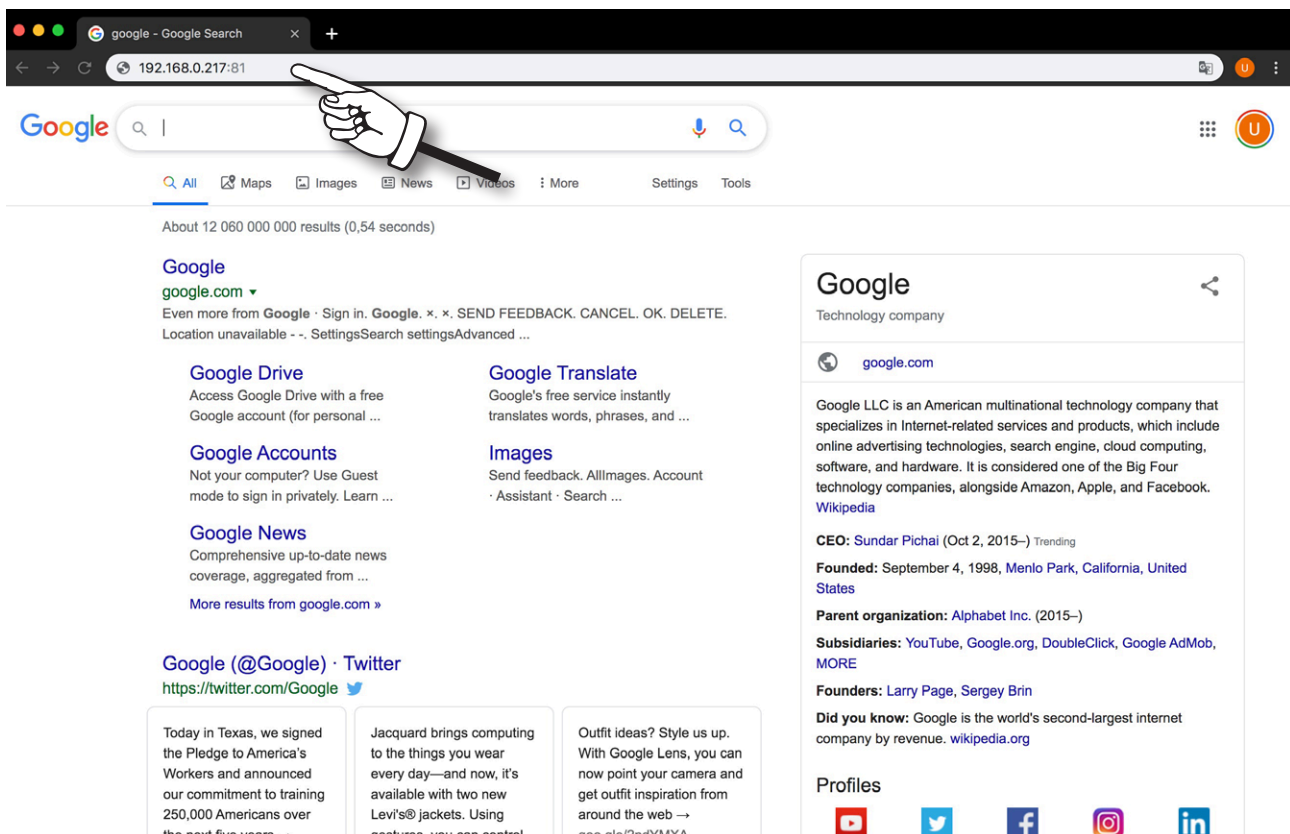 google - Google Search
192.168.0.217:81
U
Google
U
All Maps Images News Videos More Settings Tools
About 12 060 000 000 results (0,54 seconds)
Google
google.com
Even more from Google · Sign in. Google. ×. ×. SEND FEEDBACK. CANCEL. OK. DELETE.
Location unavailable - -. SettingsSearch settingsAdvanced ...
Google Drive
Access Google Drive with a free
Google account (for personal ...
Google Translate
Google's free service instantly
translates words, phrases, and ...
Google Accounts
Not your computer? Use Guest
mode to sign in privately. Learn ...
Images
Send feedback. AllImages. Account
· Assistant · Search ...
Google News
Comprehensive up-to-date news
coverage, aggregated from ...
More results from google.com »
Google (@Google) · Twitter
https://twitter.com/Google
Today in Texas, we signed
the Pledge to America's
Workers and announced
our commitment to training
250,000 Americans over
the next five years
Jacquard brings computing
to the things you wear
every day—and now, it's
available with two new
Levi's® jackets. Using
gestures, you can control
Outfit ideas? Style us up.
With Google Lens, you can
now point your camera and
get outfit inspiration from
around the web →
Google
Technology company
google.com
Google LLC is an American multinational technology company that
specializes in Internet-related services and products, which include
online advertising technologies, search engine, cloud computing,
software, and hardware. It is considered one of the Big Four
technology companies, alongside Amazon, Apple, and Facebook.
Wikipedia
CEO: Sundar Pichai (Oct 2, 2015–) Trending
Founded: September 4, 1998, Menlo Park, California, United
States
Parent organization: Alphabet Inc. (2015–)
Subsidiaries: YouTube, Google.org, DoubleClick, Google AdMob,
MORE
Founders: Larry Page, Sergey Brin
Did you know: Google is the world's second-largest internet
company by revenue. wikipedia.org
Profiles